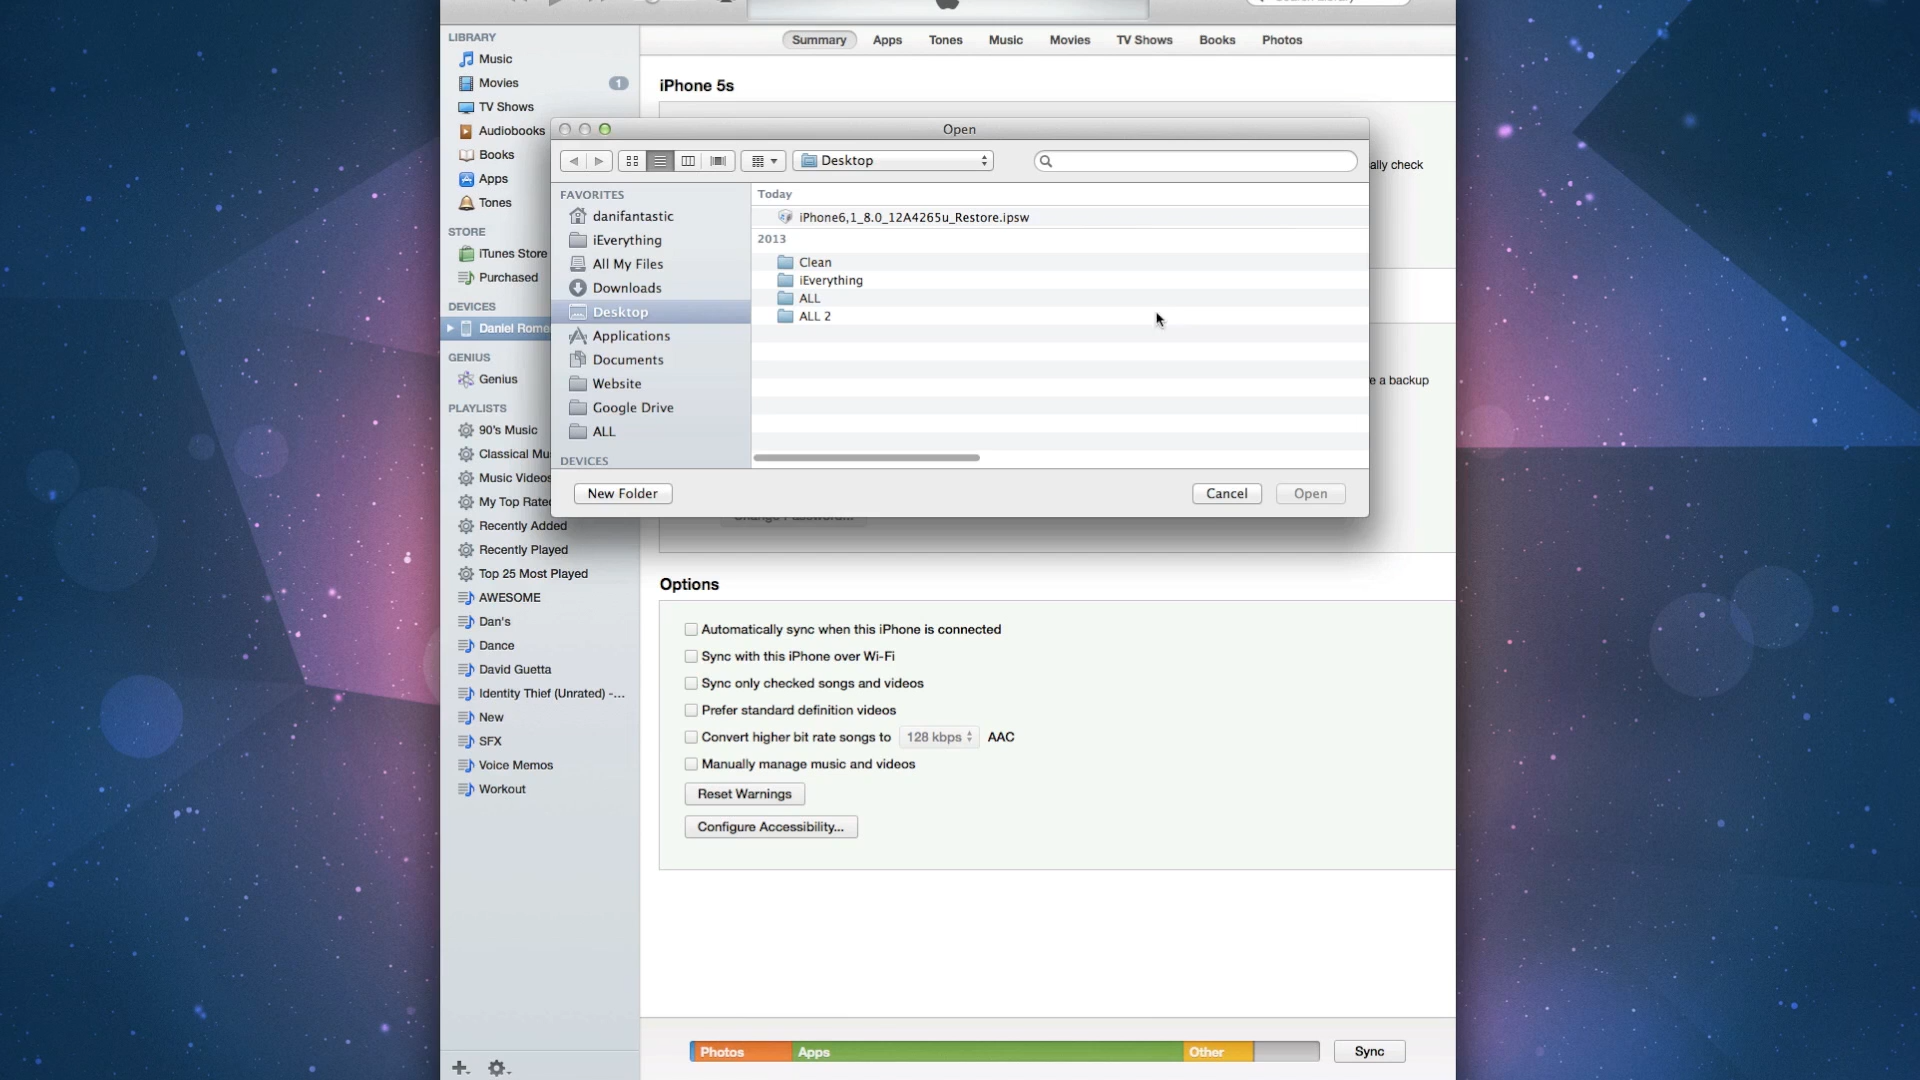 Summary Apps Tones Music Movies TV Shows Books Photos
LIBRARY
Music
Movies 1
TV Shows
Audiobooks
Books
Apps
Tones
STORE
iTunes Store
Purchased
DEVICES
Daniel Rome
GENIUS
Genius
PLAYLISTS
90's Music
Classical Mu
Music Videos
My Top Rate
Recently Added
Recently Played
Top 25 Most Played
AWESOME
Dan's
Dance
David Guetta
Identity Thief (Unrated) -...
New
SFX
Voice Memos
Workout
iPhone 5s
ally check
e a backup
Open
Desktop
FAVORITES
danifantastic
iEverything
All My Files
Downloads
Desktop
Applications
Documents
Website
Google Drive
ALL
DEVICES
Today
iPhone6,1_8.0_12A4265u_Restore.ipsw
2013
Clean
iEverything
ALL
ALL 2
New Folder
Cancel
Open
Options
Automatically sync when this iPhone is connected
Sync with this iPhone over Wi-Fi
Sync only checked songs and videos
Prefer standard definition videos
Convert higher bit rate songs to 128 kbps AAC
Manually manage music and videos
Reset Warnings
Configure Accessibility...
Photos Apps Other
Sync